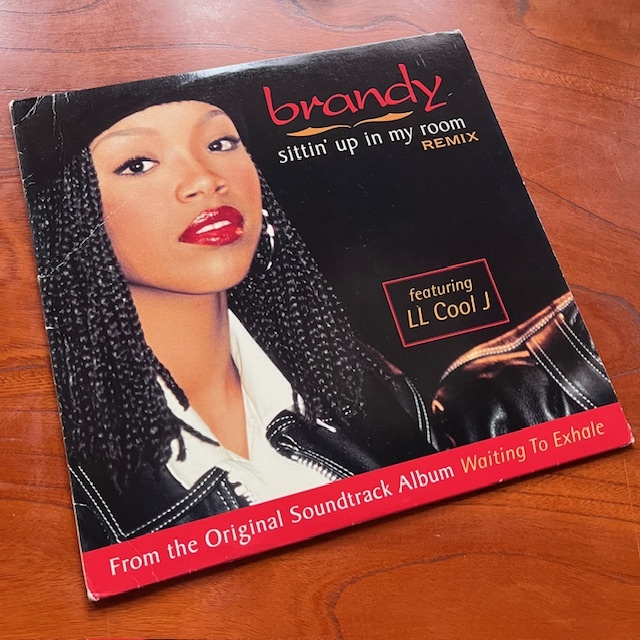 brandy
sittin' up in my room
REMIX
featuring
LL Cool J
From the Original Soundtrack Album Waiting To Exhale